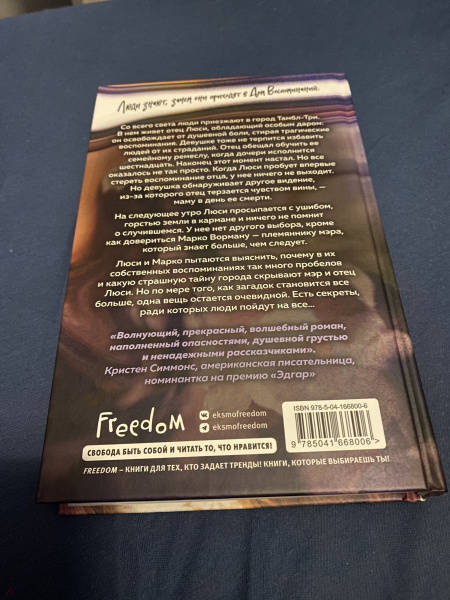 Люди знают, зачем они приходят в Дом Воспоминаний.
Со всего света люди приезжают в город Тамбл-Три.
В нем живет отец Люси, обладающий особым даром:
он освобождает от душевной боли, стирая трагические
воспоминания. Девушке тоже не терпится избавить
людей от их страданий. Отец обещал обучить ее
семейному ремеслу, когда дочери исполнится
шестнадцать. Наконец этот момент настал. Но все
оказалось не так просто. Когда Люси пробует впервые
стереть воспоминание отца, у нее ничего не выходит.
Но девушка обнаруживает другое видение,
из-за которого отец терзается чувством вины, —
маму в день ее смерти.
На следующее утро Люси просыпается с ушибом,
горстью земли в кармане и ничего не помнит
о случившемся. У нее нет другого выбора, кроме
как довериться Марко Ворману — племяннику мэра,
который знает больше, чем следует.
Люси и Марко пытаются выяснить, почему в их
собственных воспоминаниях так много пробелов
и какую страшную тайну города скрывают мэр и отец
Люси. Но по мере того, как загадок становится все
больше, одна вещь остается очевидной. Есть секреты,
ради которых люди пойдут на все...
«Волнующий, прекрасный, волшебный роман,
наполненный опасностями, душевной грустью
и ненадежными рассказчиками».
Кристен Симмонс, американская писательница,
номинантка на премию «Эдгар»
Freedom
eksmofreedom
eksmofreedom
СВОБОДА БЫТЬ СОБОЙ И ЧИТАТЬ ТО, ЧТО НРАВИТСЯ!
FREEDOM – КНИГИ ДЛЯ ТЕХ, КТО ЗАДАЕТ ТРЕНДЫ! КНИГИ, КОТОРЫЕ ВЫБИРАЕШЬ ТЫ!
ISBN 978-5-04-166800-6
9 785041 668006 >